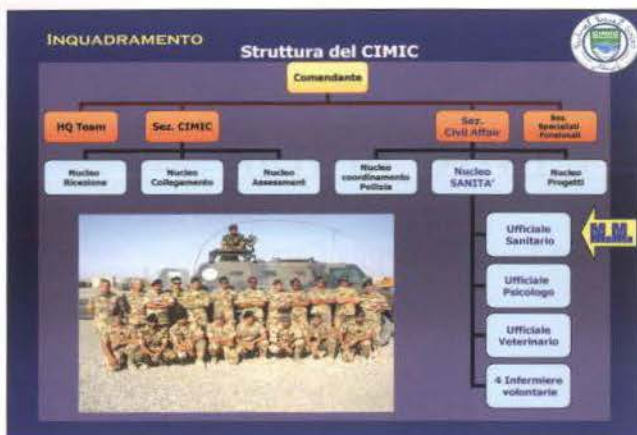 INQUADRAMENTO
Struttura del CIMIC
Comandante
HQ Team
Sez. CIMIC
Sez.
Civil Affair
Sez.
Specialisti
Funzionali
Nucleo
Ricezione
Nucleo
Collegamento
Nucleo
Assessment
Nucleo
coordinamento
Polizia
Nucleo
SANITA'
Nucleo
Progetti
Ufficiale
Sanitario
M.M.
Ufficiale
Psicologo
Ufficiale
Veterinario
4 Infermiere
volontarie